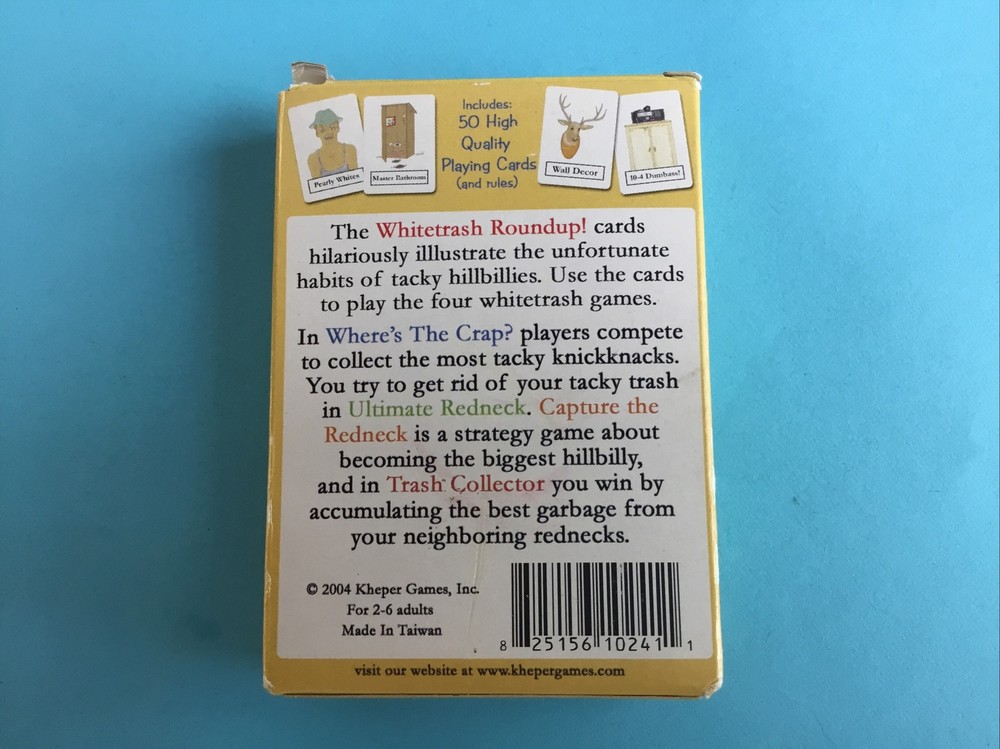 Includes:
50 High
Quality
Playing Cards
(and rules)
Pearly Whites
Master Bathroom
Wall Decor
10-4 Dumbass!
The Whitetrash Roundup! cards
hilariously illlustrate the unfortunate
habits of tacky hillbillies. Use the cards
to play the four whitetrash games.
In Where's The Crap? players compete
to collect the most tacky knickknacks.
You try to get rid of your tacky trash
in Ultimate Redneck. Capture the
Redneck is a strategy game about
becoming the biggest hillbilly,
and in Trash Collector you win by
accumulating the best garbage from
your neighboring rednecks.
© 2004 Kheper Games, Inc.
For 2-6 adults
Made In Taiwan
8 25156 10241 1
visit our website at www.khepergames.com